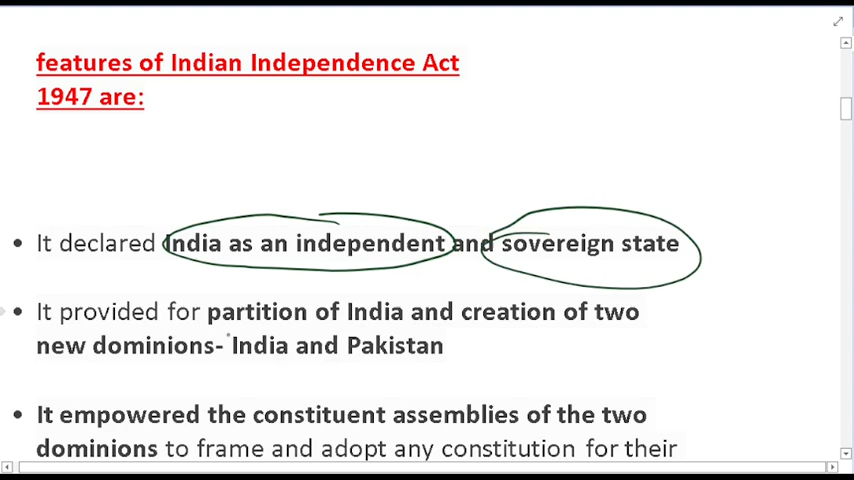 features of Indian Independence Act
1947 are:
• It declared India as an independent and sovereign state
• It provided for partition of India and creation of two
new dominions- India and Pakistan
• It empowered the constituent assemblies of the two
dominions to frame and adopt any constitution for their